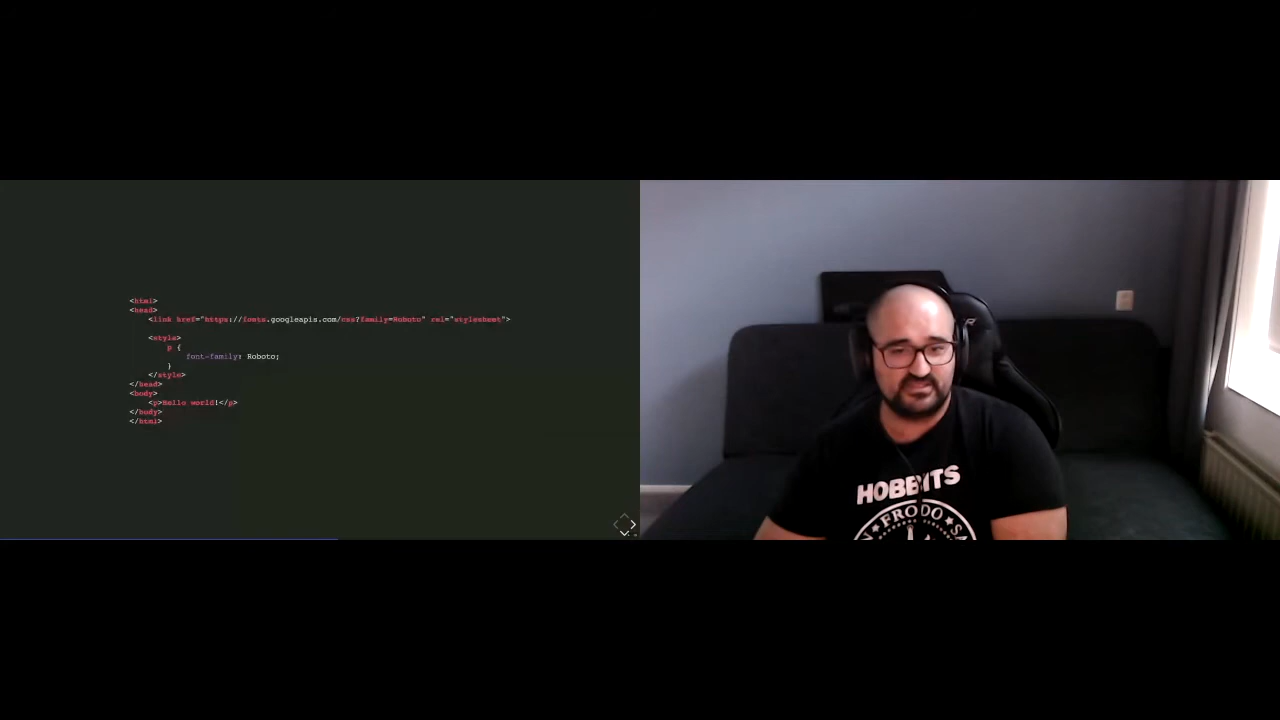 <html>
<head>
<link href="https://fonts.googleapis.com/css?family=Roboto" rel="stylesheet">
<style>
p {
font-family: Roboto;
}
</style>
</head>
<body>
<p>Hello world!</p>
</body>
</html>
HOBBITS
FRODO